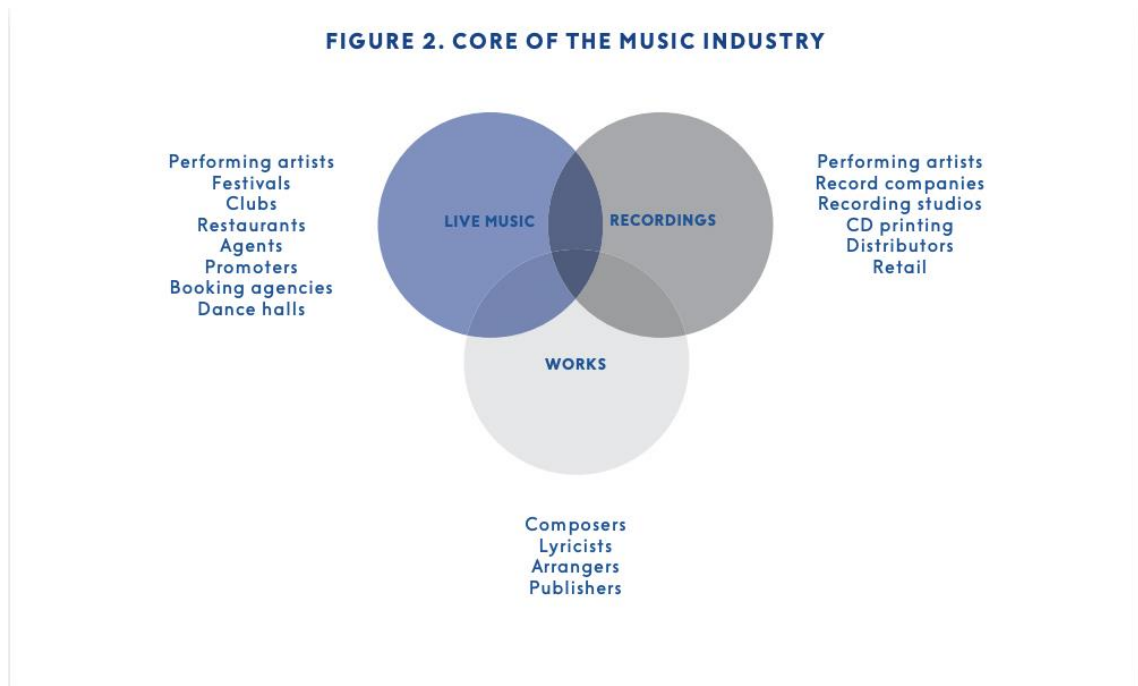 FIGURE 2. CORE OF THE MUSIC INDUSTRY
Performing artists
Festivals
Clubs
Restaurants
Agents
Promoters
Booking agencies
Dance halls
LIVE MUSIC
RECORDINGS
Performing artists
Record companies
Recording studios
CD printing
Distributors
Retail
WORKS
Composers
Lyricists
Arrangers
Publishers